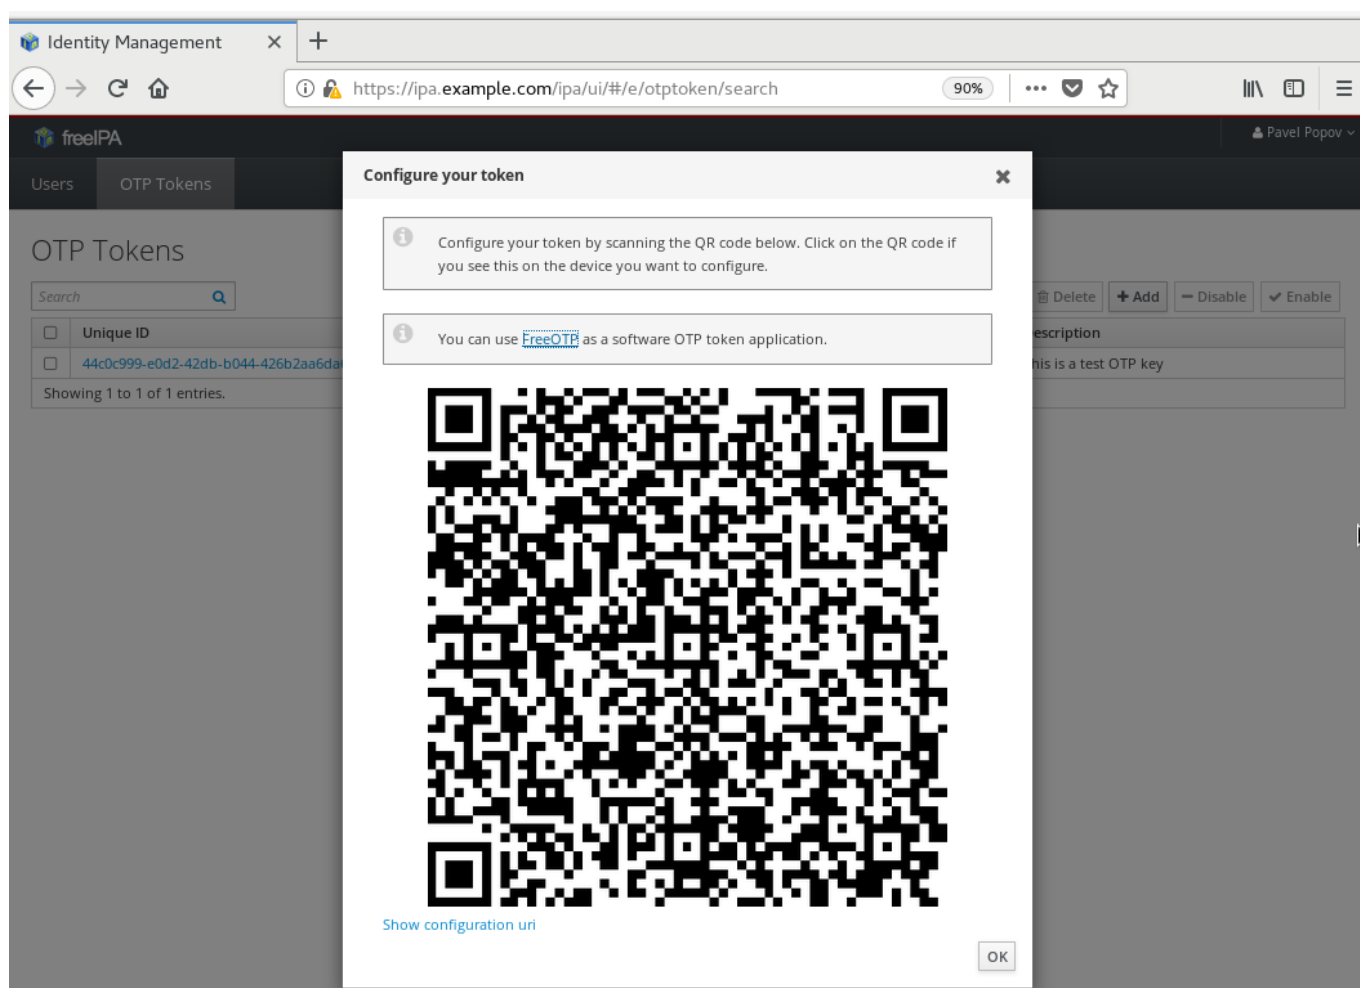 Identity Management
https://ipa.example.com/ipa/ui/#/e/otptoken/search
90%
freeIPA
Pavel Popov
Users
OTP Tokens
Configure your token
Configure your token by scanning the QR code below. Click on the QR code if
you see this on the device you want to configure.
You can use FreeOTP as a software OTP token application.
OTP Tokens
Search
Delete
Add
Disable
Enable
Unique ID
escription
44c0c999-e0d2-42db-b044-426b2aa6da
his is a test OTP key
Showing 1 to 1 of 1 entries.
Show configuration uri
OK